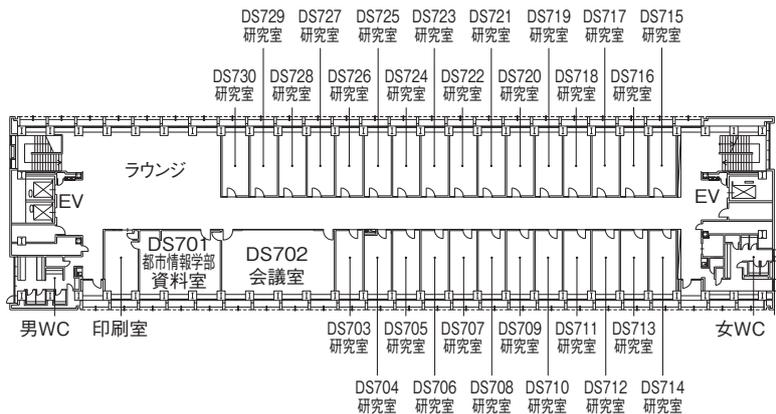 DS729
研究室
DS727
研究室
DS725
研究室
DS723
研究室
DS721
研究室
DS719
研究室
DS717
研究室
DS715
研究室
DS730
研究室
DS728
研究室
DS726
研究室
DS724
研究室
DS722
研究室
DS720
研究室
DS718
研究室
DS716
研究室
ラウンジ
EV
EV
DS701
都市情報学部
資料室
DS702
会議室
男WC
印刷室
DS703
研究室
DS705
研究室
DS707
研究室
DS709
研究室
DS711
研究室
DS713
研究室
女WC
DS704
研究室
DS706
研究室
DS708
研究室
DS710
研究室
DS712
研究室
DS714
研究室